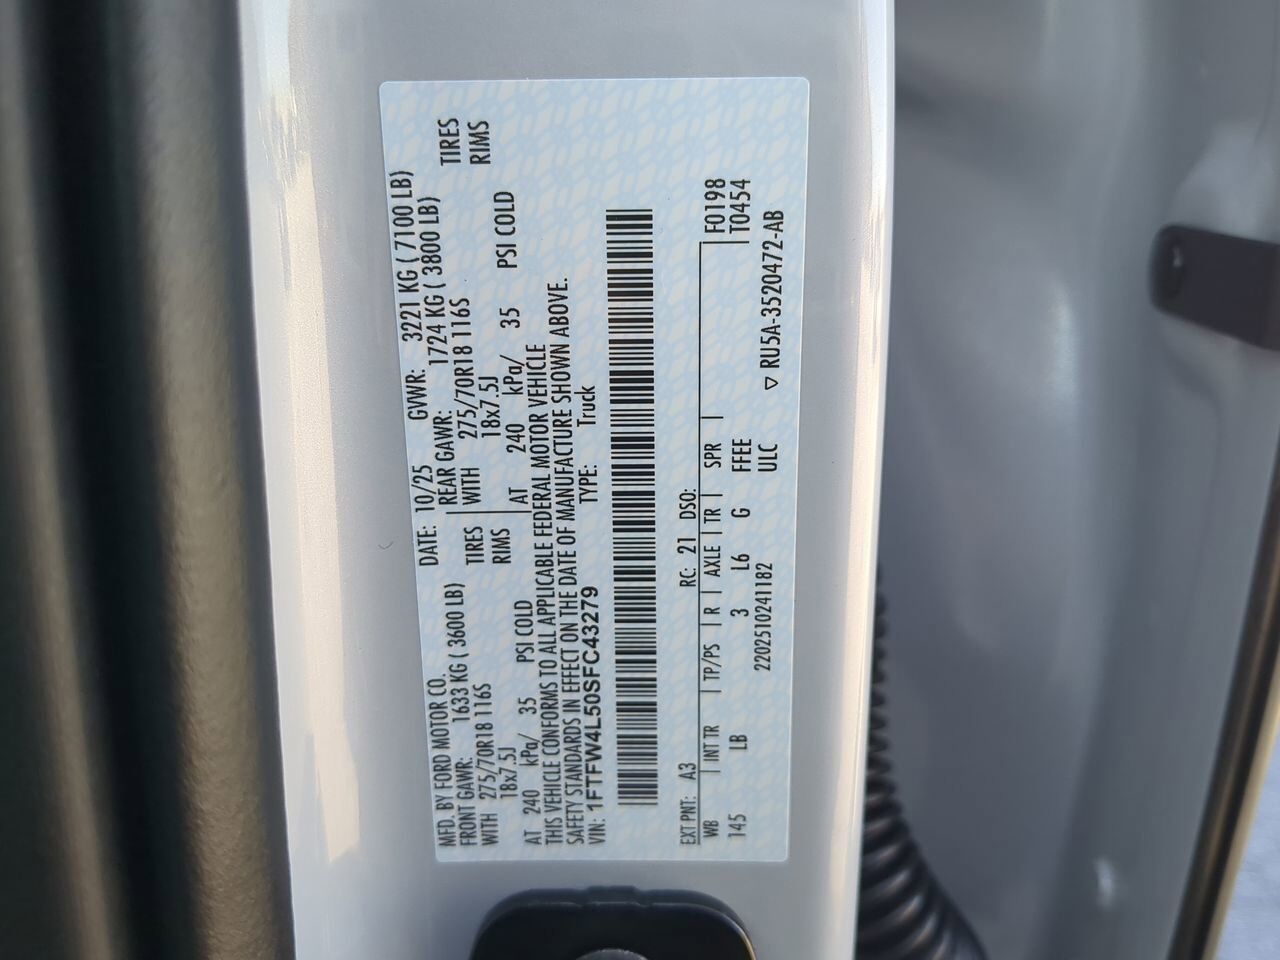 MFD. BY FORD MOTOR CO. DATE: 10/25 GVWR: 3221 KG ( 7100 LB)
FRONT GAWR: 1633 KG ( 3600 LB) REAR GAWR: 1724 KG ( 3800 LB)
WITH 275/70R18 116S TIRES WITH 275/70R18 116S TIRES
18x7.5J RIMS 18x7.5J RIMS
AT 240 kPa/ 35 PSI COLD AT 240 kPa/ 35 PSI COLD
THIS VEHICLE CONFORMS TO ALL APPLICABLE FEDERAL MOTOR VEHICLE
SAFETY STANDARDS IN EFFECT ON THE DATE OF MANUFACTURE SHOWN ABOVE.
VIN: 1FTFW4L50SFC43279 TYPE: Truck
EXT PNT: A3 RC: 21 DSO:
WB INT TR TP/PS R AXLE TR SPR F0198
145 LB 3 L6 G FFEE T0454
2202510241182 ULC ▽ RU5A-3520472-AB